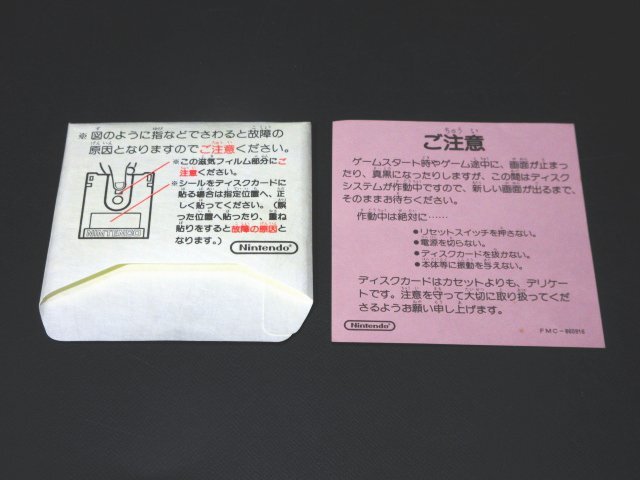 ※図のように指などでさわると故障の
原因となりますのでご注意ください。
※この磁気フィルム部分にご
注意ください。
※シールをディスクカードに
貼る場合は指定位置へ、正
しく貼ってください。(誤
った位置へ貼ったり、重ね
貼りをすると故障の原因と
なります。)
NINTENDO
Nintendo
ご注意
ゲームスタート時やゲーム途中に、画面が止まっ
たり、真黒になったりしますが、この間はディスク
システムが作動中ですので、新しい画面が出るまで、
そのままお待ちください。
作動中は絶対に……
●リセットスイッチを押さない。
●電源を切らない。
●ディスクカードを抜かない。
●本体等に振動を与えない。
ディスクカードはカセットよりも、デリケー
トです。注意を守って大切に取り扱ってくだ
さるようお願い申し上げます。
Nintendo